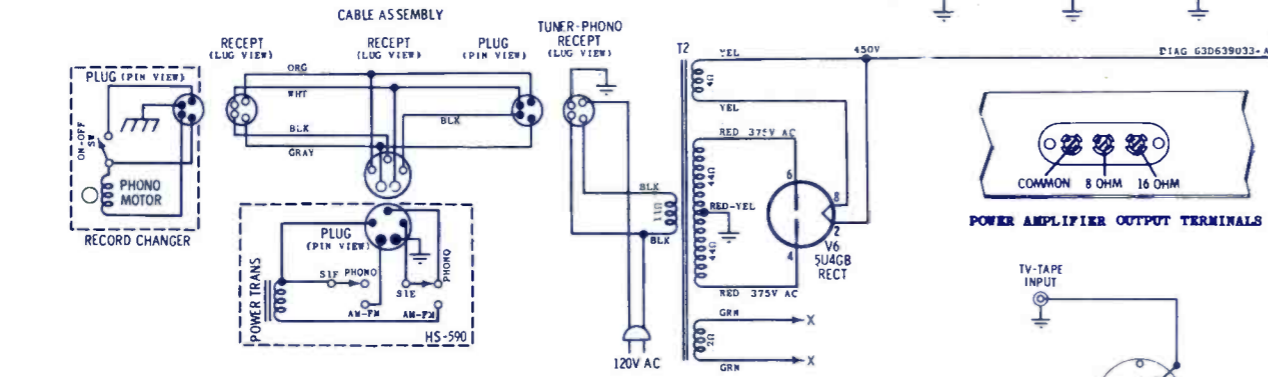 CABLE ASSEMBLY
TUNER-PHONO
RECEPT
(LUG VIEW)
RECEPT
(LUG VIEW)
RECEPT
(LUG VIEW)
PLUG
(PIN VIEW)
PLUG (PIN VIEW)
ORG
WHT
BLK
BLK
GRAY
ON-OFF
SW
PHONO
MOTOR
RECORD CHANGER
PLUG
(PIN VIEW)
POWER TRANS
S1F PHONO
S1E
PHONO
AM-FM
AM-FM
HS-590
120V AC
BLK
11Ω
BLK
T2
YEL
4Ω
YEL
450V
DIAG 63D639033-A
RED 375V AC
44Ω
RED-YEL
44Ω
RED 375V AC
6
8
2
4
V6
5U4GB
RECT
GRN
X
2Ω
GRN
X
COMMON 8 OHM 16 OHM
POWER AMPLIFIER OUTPUT TERMINALS
TV-TAPE
INPUT